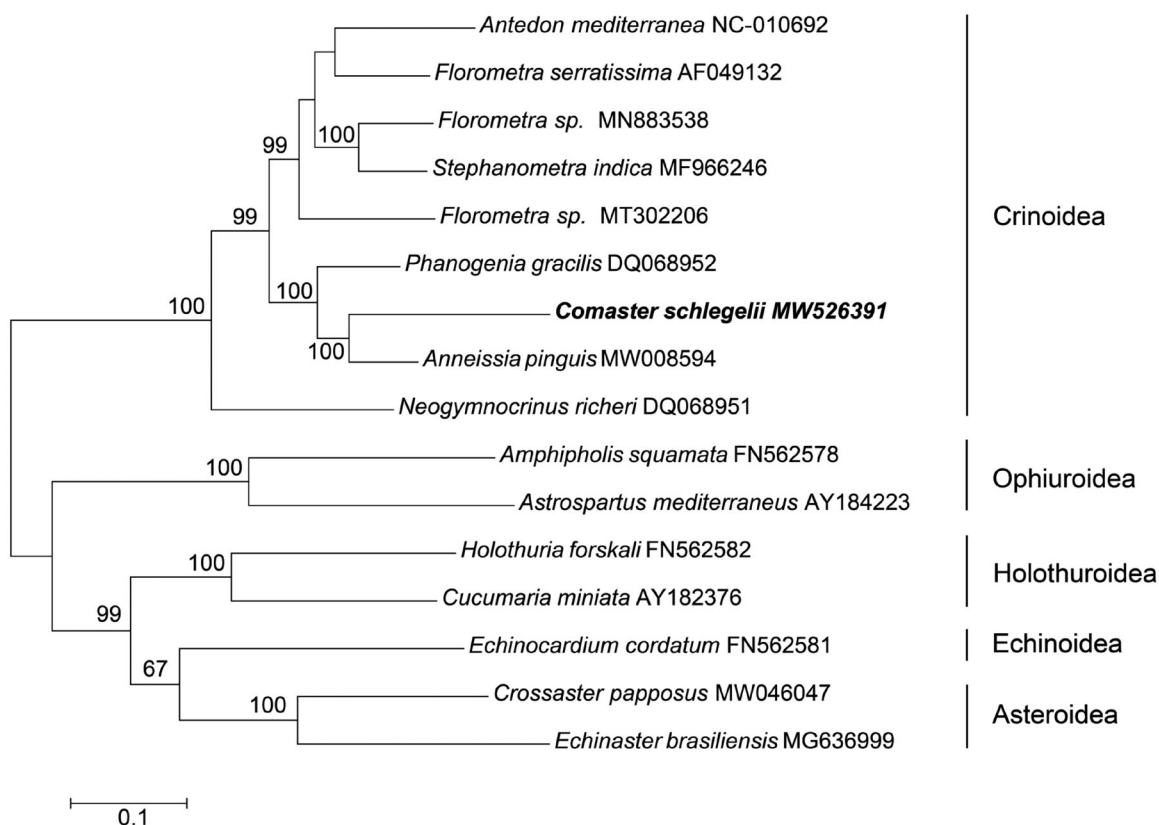 Antedon mediterranea NC-010692
Florometra serratissima AF049132
Florometra sp. MN883538
100
99
Stephanometra indica MF966246
Florometra sp. MT302206
Crinoidea
99
Phanogenia gracilis DQ068952
100
100
Comaster schlegelii MW526391
100
Anneissia pinguis MW008594
Neogymnocrinus richeri DQ068951
Amphipholis squamata FN562578
100
Ophiuroidea
Astrospartus mediterraneus AY184223
Holothuria forskali FN562582
100
Holothuroidea
Cucumaria miniata AY182376
99
Echinocardium cordatum FN562581
Echinoidea
67
Crossaster papposus MW046047
100
Asteroidea
Echinaster brasiliensis MG636999
0.1